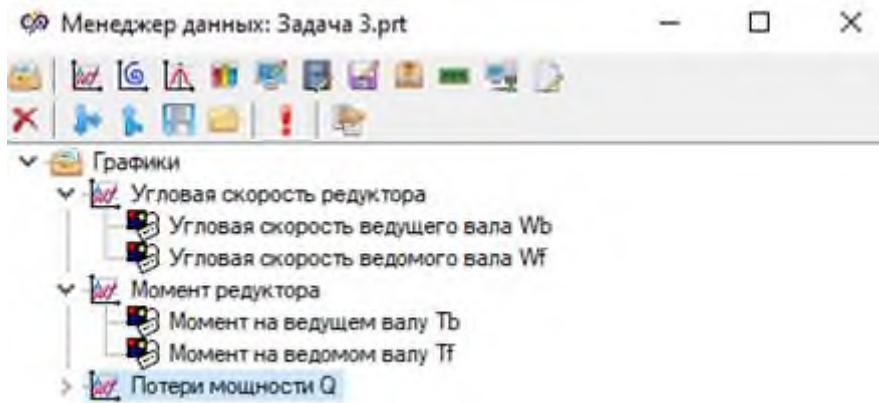 Менеджер данных: Задача 3.prt
Графики
Угловая скорость редуктора
Угловая скорость ведущего вала Wb
Угловая скорость ведомого вала Wf
Момент редуктора
Момент на ведущем валу Tb
Момент на ведомом валу Tf
Потери мощности Q